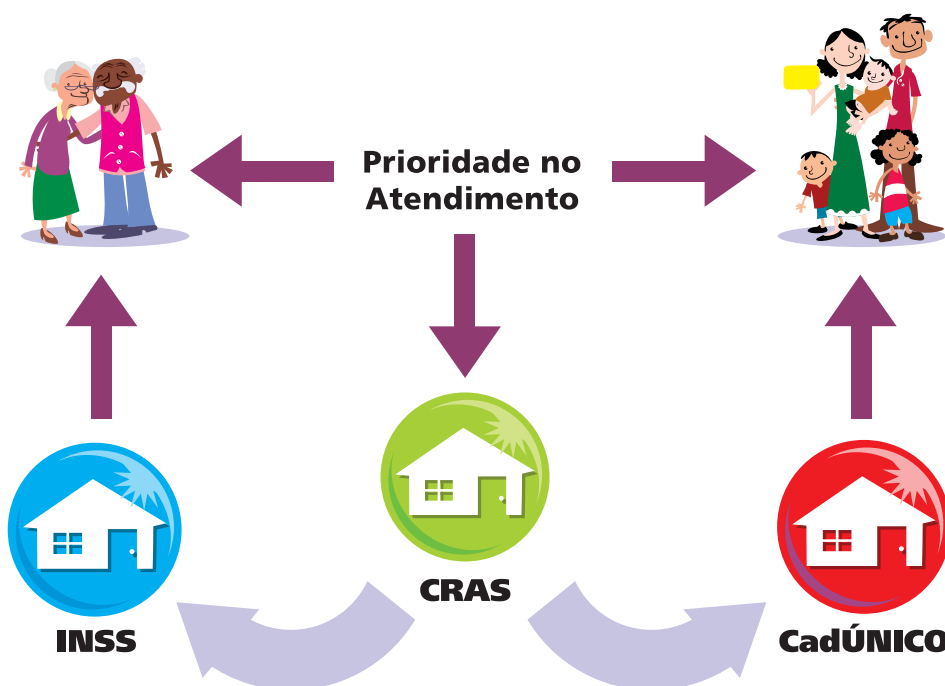 Prioridade no
Atendimento
CRAS
INSS
CadÚNICO